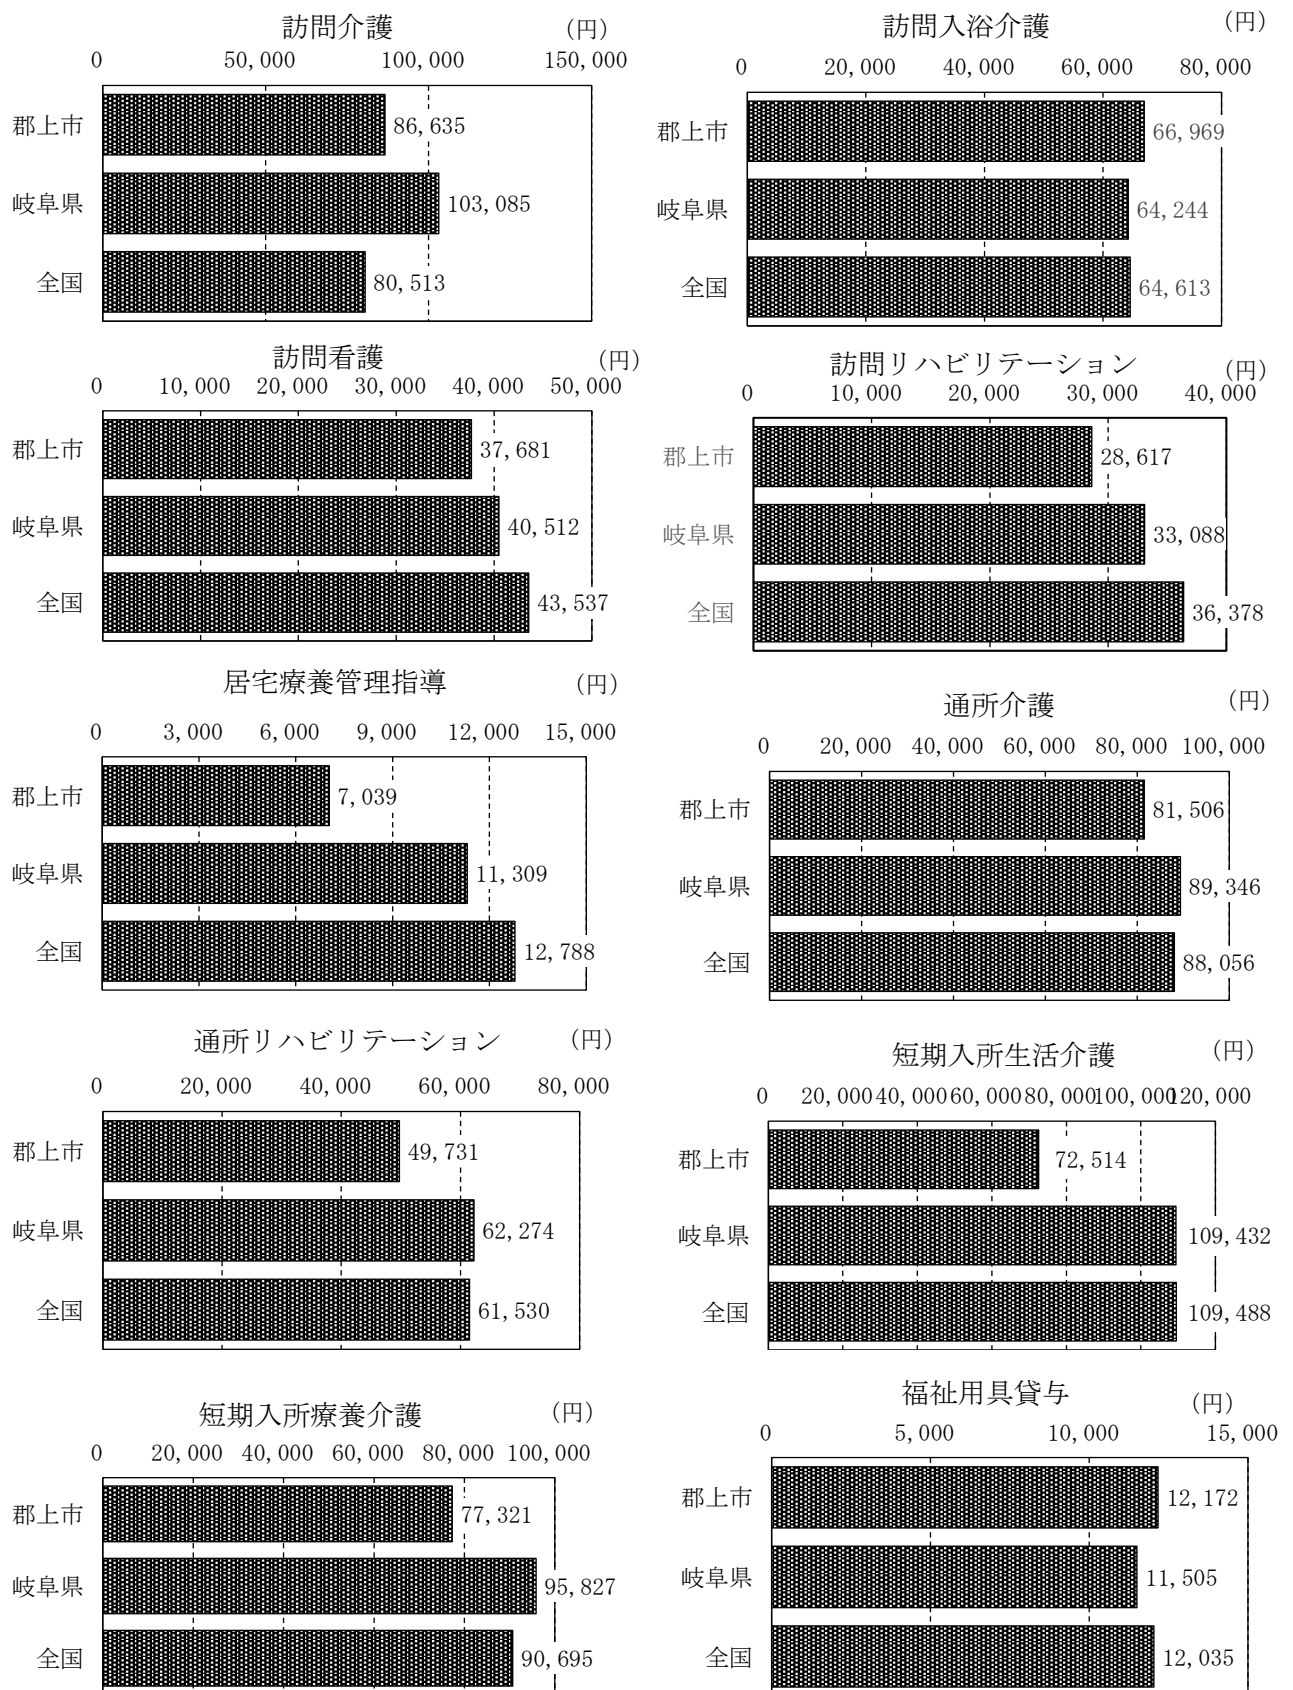 訪問介護
(円)
0 50,000 100,000 150,000
郡上市 86,635
岐阜県 103,085
全国 80,513
訪問入浴介護
(円)
0 20,000 40,000 60,000 80,000
郡上市 66,969
岐阜県 64,244
全国 64,613
訪問看護
(円)
0 10,000 20,000 30,000 40,000 50,000
郡上市 37,681
岐阜県 40,512
全国 43,537
訪問リハビリテーション
(円)
0 10,000 20,000 30,000 40,000
郡上市 28,617
岐阜県 33,088
全国 36,378
居宅療養管理指導
(円)
0 3,000 6,000 9,000 12,000 15,000
郡上市 7,039
岐阜県 11,309
全国 12,788
通所介護
(円)
0 20,000 40,000 60,000 80,000 100,000
郡上市 81,506
岐阜県 89,346
全国 88,056
通所リハビリテーション
(円)
0 20,000 40,000 60,000 80,000
郡上市 49,731
岐阜県 62,274
全国 61,530
短期入所生活介護
(円)
0 20,000 40,000 60,000 80,000 100,000 120,000
郡上市 72,514
岐阜県 109,432
全国 109,488
短期入所療養介護
(円)
0 20,000 40,000 60,000 80,000 100,000
郡上市 77,321
岐阜県 95,827
全国 90,695
福祉用具貸与
(円)
0 5,000 10,000 15,000
郡上市 12,172
岐阜県 11,505
全国 12,035